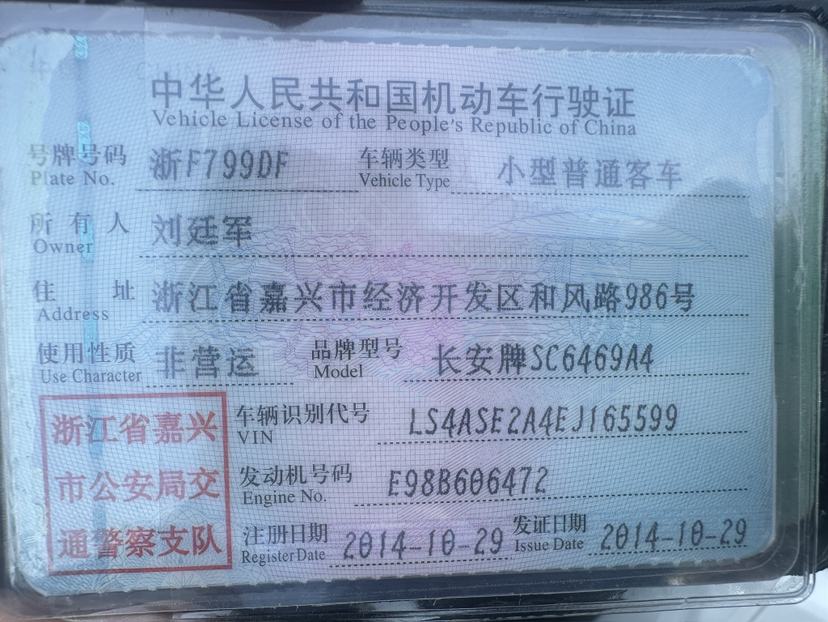 中华人民共和国机动车行驶证
Vehicle License of the People's Republic of China
号牌号码 浙F799DF 车辆类型 小型普通客车
Plate No. Vehicle Type
所有人 刘廷军
Owner
住址 浙江省嘉兴市经济开发区和风路986号
Address
使用性质 非营运 品牌型号 长安牌SC6469A4
Use Character Model
浙江省嘉兴 车辆识别代号 LS4ASE2A4EJ165599
VIN
市公安局交 发动机号码 E98B606472
Engine No.
通警察支队 注册日期 2014-10-29 发证日期 2014-10-29
Register Date Issue Date